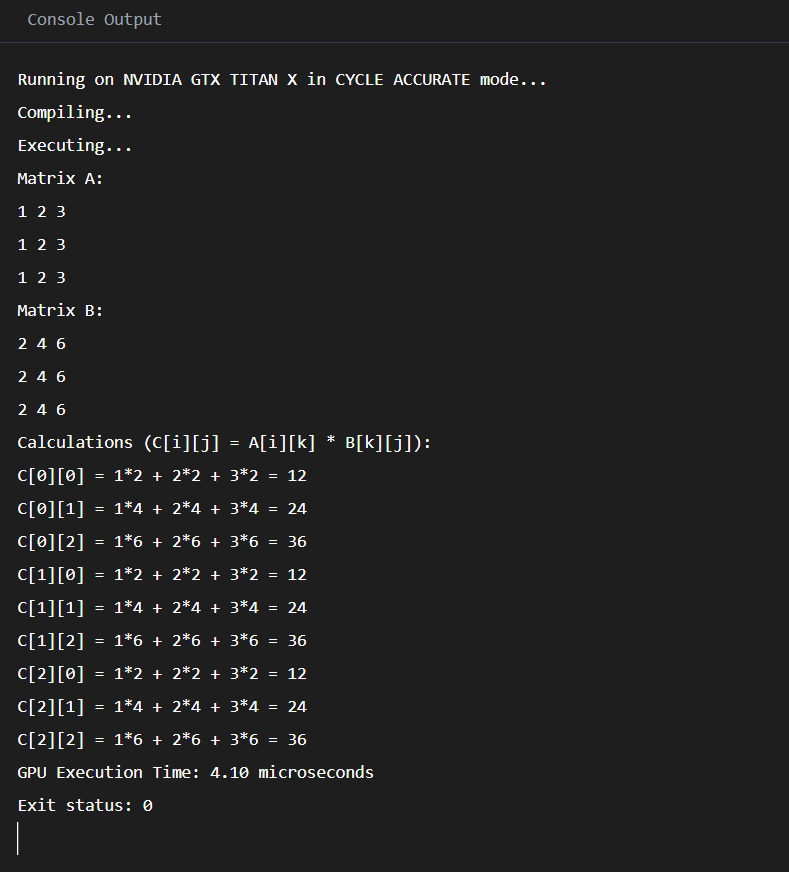 Console Output
Running on NVIDIA GTX TITAN X in CYCLE ACCURATE mode...
Compiling...
Executing...
Matrix A:
1 2 3
1 2 3
1 2 3
Matrix B:
2 4 6
2 4 6
2 4 6
Calculations (C[i][j] = A[i][k] * B[k][j]):
C[0][0] = 1*2 + 2*2 + 3*2 = 12
C[0][1] = 1*4 + 2*4 + 3*4 = 24
C[0][2] = 1*6 + 2*6 + 3*6 = 36
C[1][0] = 1*2 + 2*2 + 3*2 = 12
C[1][1] = 1*4 + 2*4 + 3*4 = 24
C[1][2] = 1*6 + 2*6 + 3*6 = 36
C[2][0] = 1*2 + 2*2 + 3*2 = 12
C[2][1] = 1*4 + 2*4 + 3*4 = 24
C[2][2] = 1*6 + 2*6 + 3*6 = 36
GPU Execution Time: 4.10 microseconds
Exit status: 0